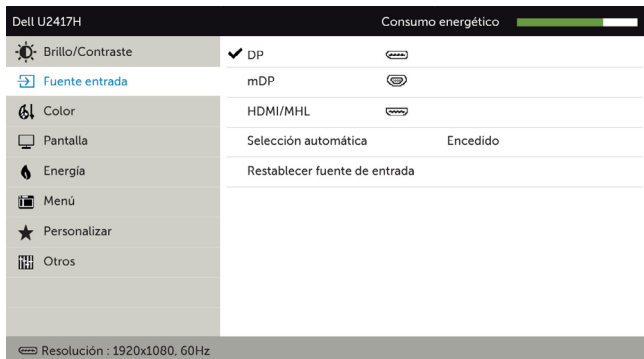 Dell U2417H Consumo energético
Brillo/Contraste
Fuente entrada
Color
Pantalla
Energía
Menú
Personalizar
Otros
DP
mDP
HDMI/MHL
Selección automática Encedido
Restablecer fuente de entrada
Resolución : 1920x1080, 60Hz